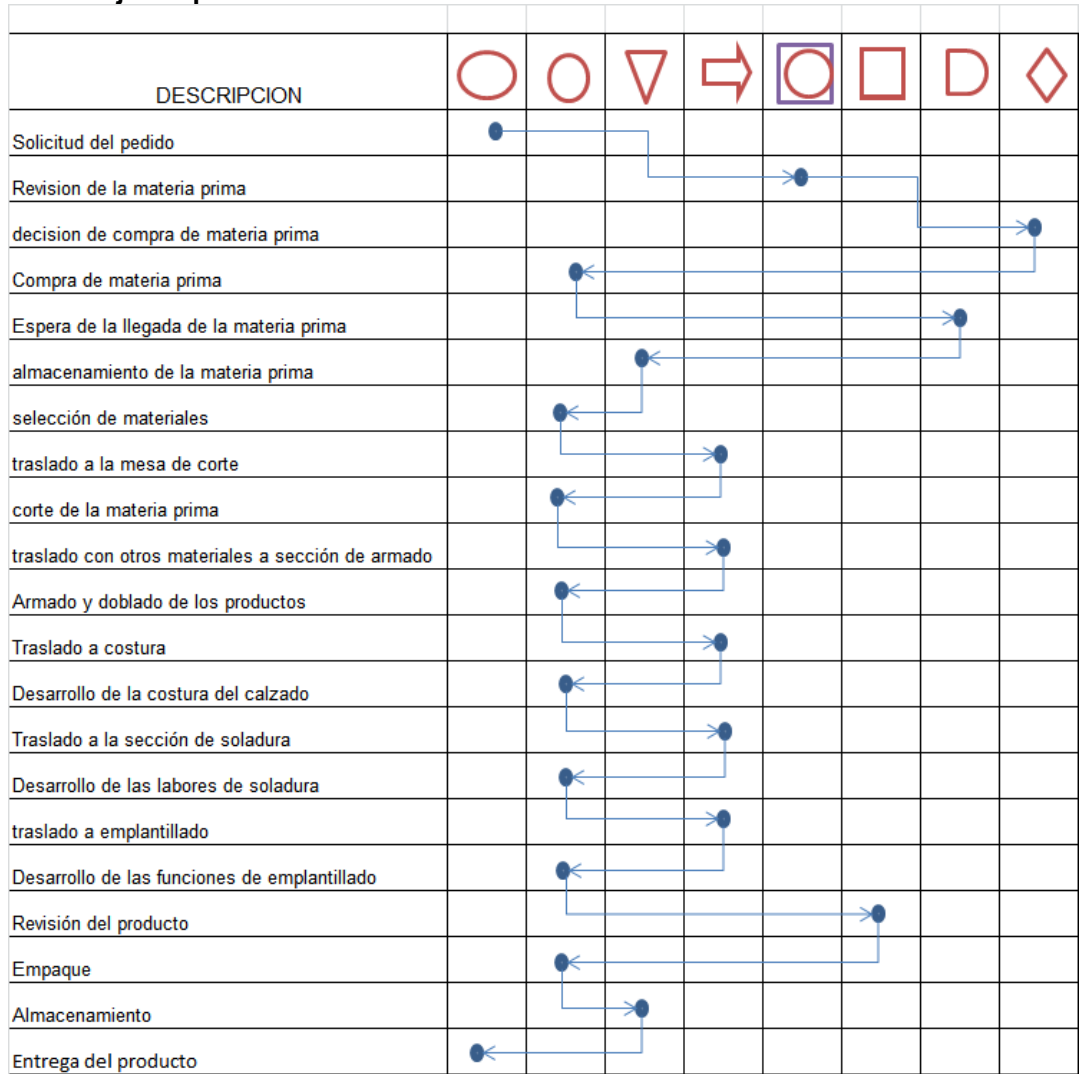 DESCRIPCION
Solicitud del pedido
Revision de la materia prima
decision de compra de materia prima
Compra de materia prima
Espera de la llegada de la materia prima
almacenamiento de la materia prima
selección de materiales
traslado a la mesa de corte
corte de la materia prima
traslado con otros materiales a sección de armado
Armado y doblado de los productos
Traslado a costura
Desarrollo de la costura del calzado
Traslado a la sección de soladura
Desarrollo de las labores de soladura
traslado a emplantillado
Desarrollo de las funciones de emplantillado
Revisión del producto
Empaque
Almacenamiento
Entrega del producto